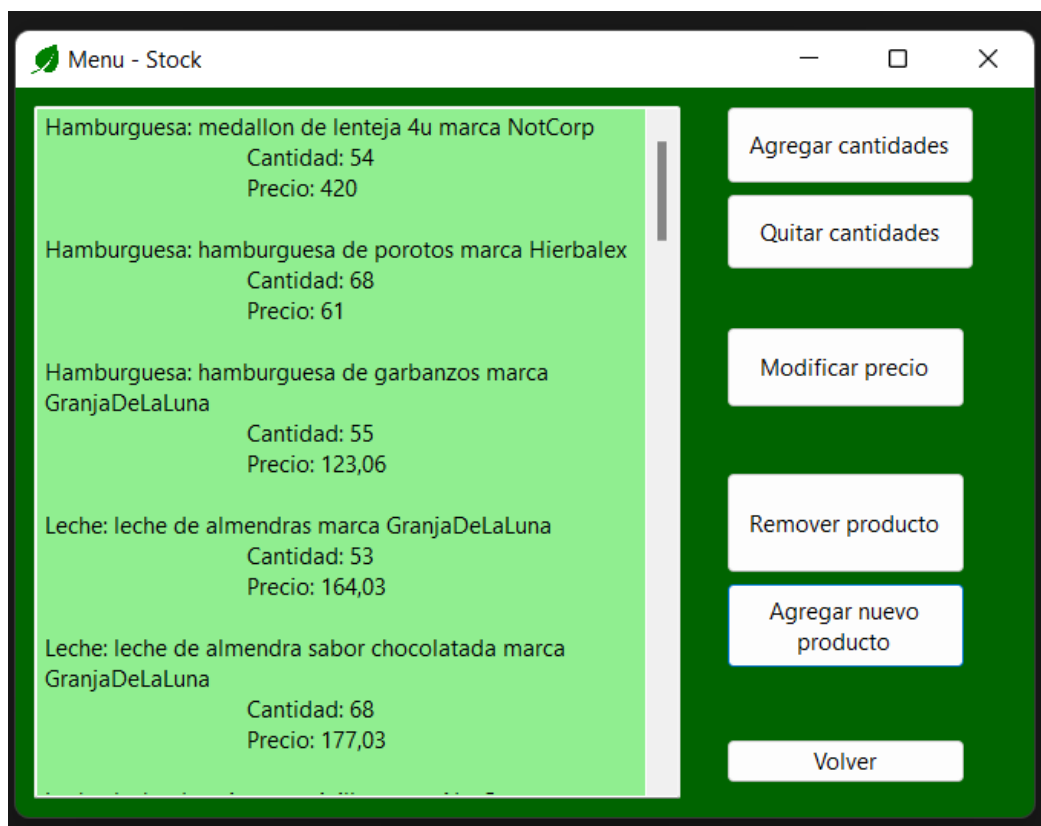 Menu - Stock
Hamburguesa: medallon de lenteja 4u marca NotCorp
Cantidad: 54
Precio: 420
Hamburguesa: hamburguesa de porotos marca Hierbalex
Cantidad: 68
Precio: 61
Hamburguesa: hamburguesa de garbanzos marca
GranjaDeLaLuna
Cantidad: 55
Precio: 123,06
Leche: leche de almendras marca GranjaDeLaLuna
Cantidad: 53
Precio: 164,03
Leche: leche de almendra sabor chocolatada marca
GranjaDeLaLuna
Cantidad: 68
Precio: 177,03
Agregar cantidades
Quitar cantidades
Modificar precio
Remover producto
Agregar nuevo
producto
Volver